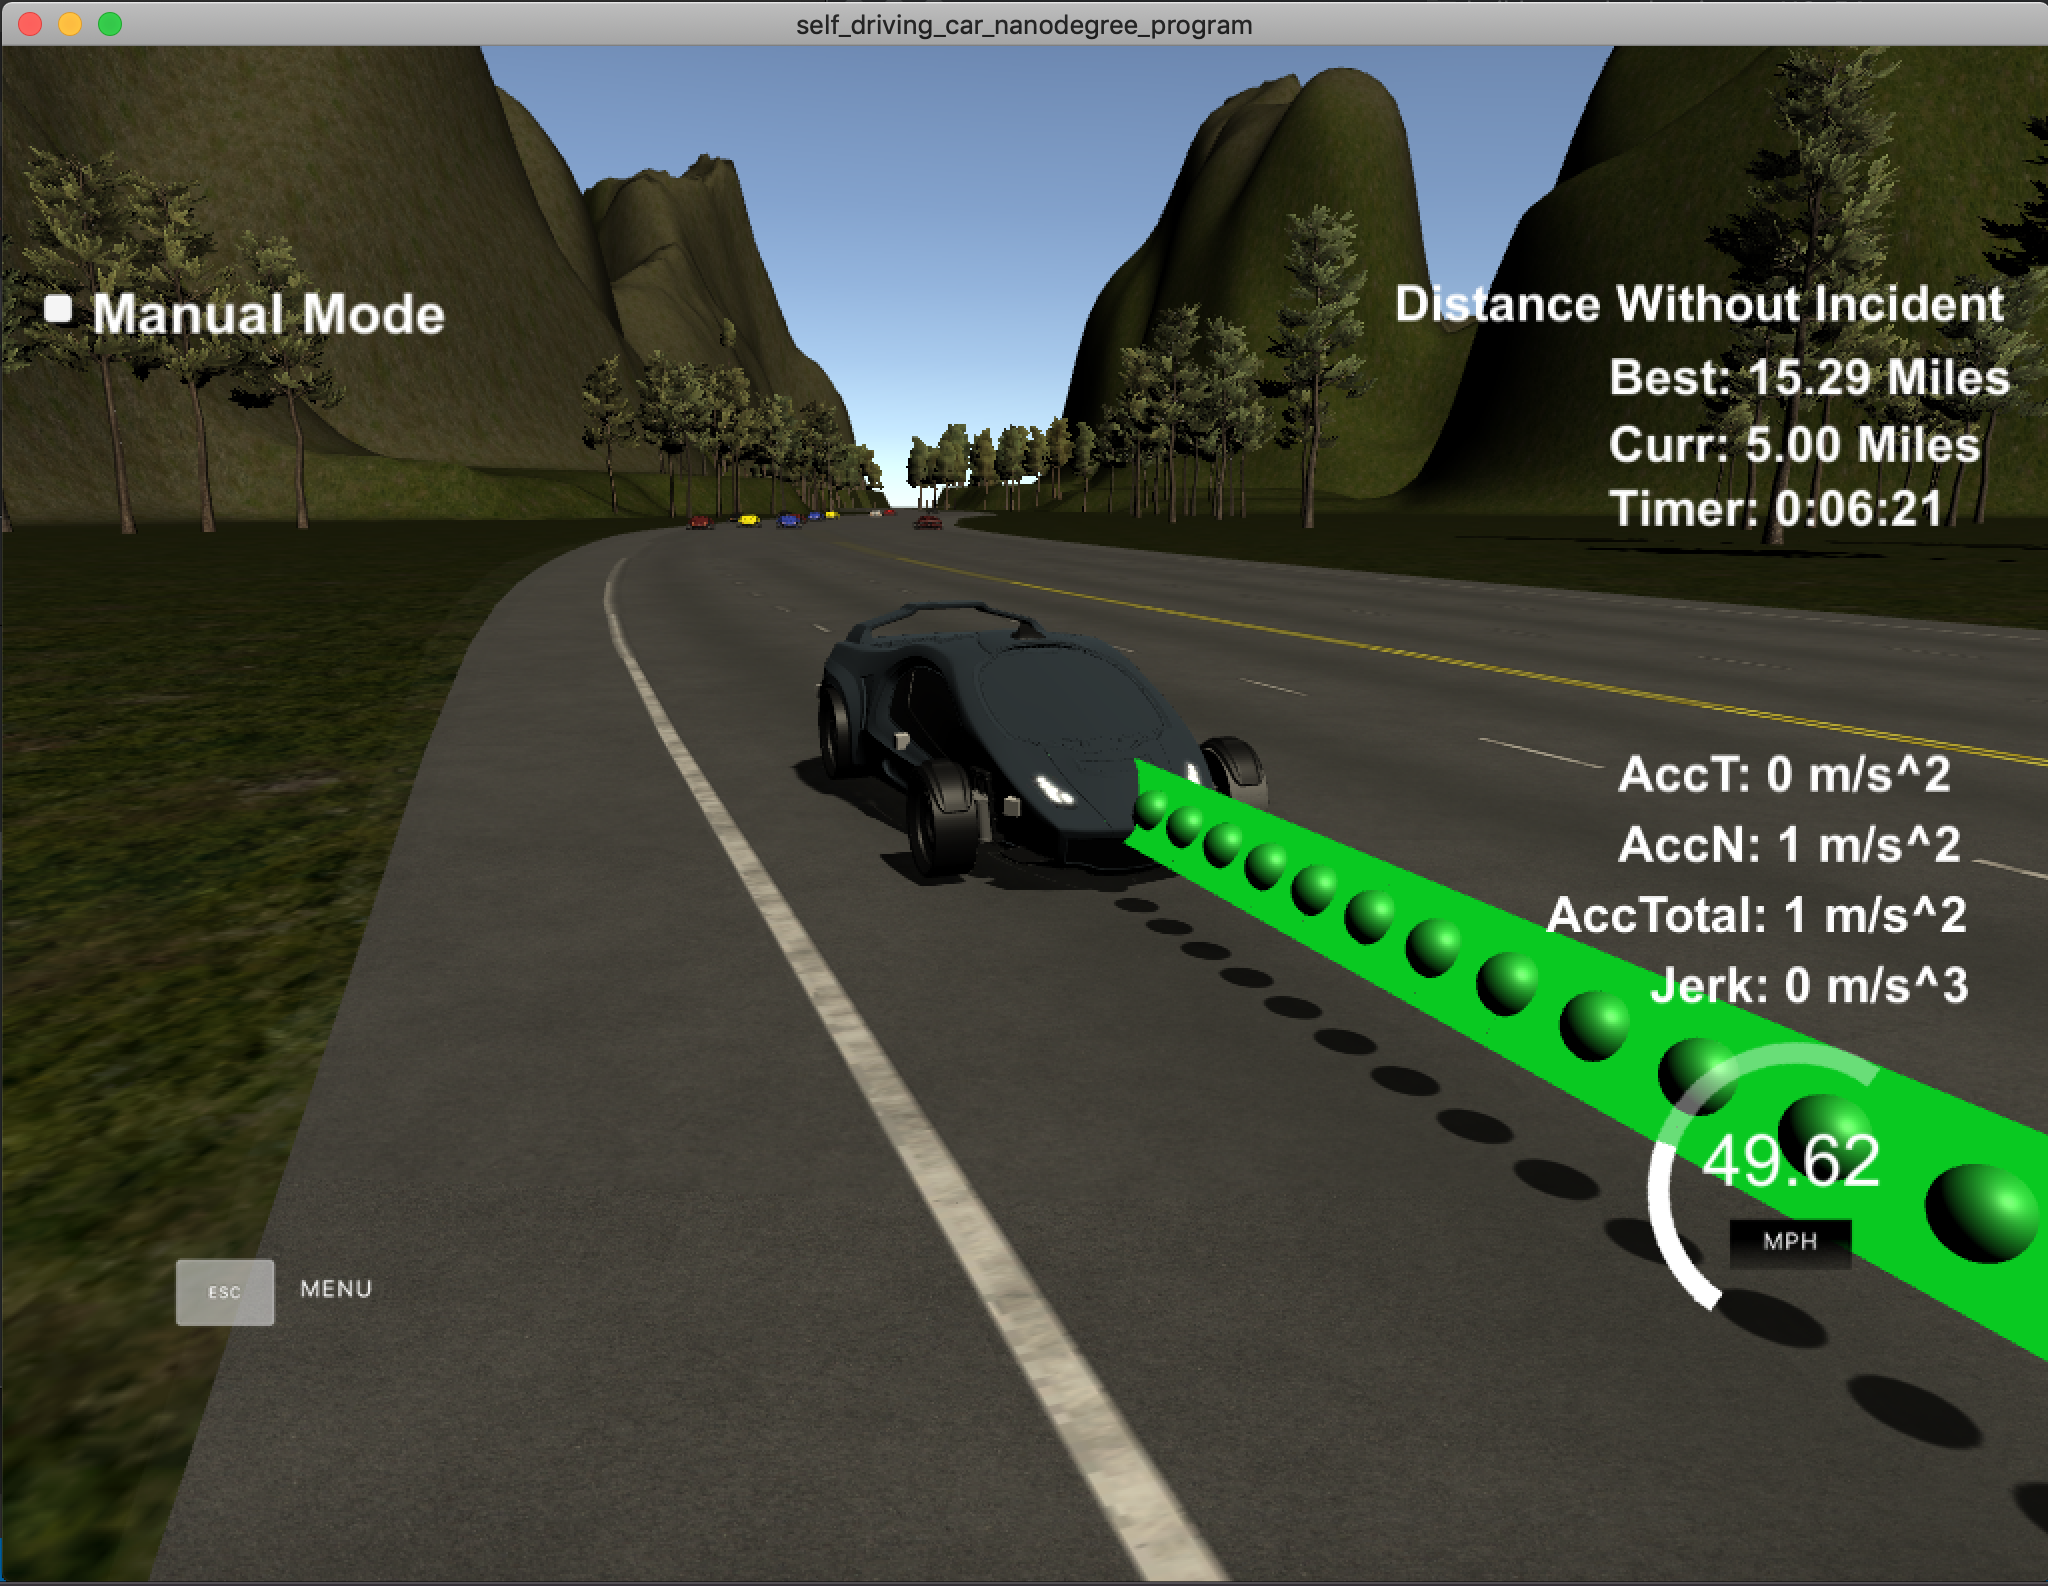 self_driving_car_nanodegree_program
Manual Mode
Distance Without Incident
Best: 15.29 Miles
Curr: 5.00 Miles
Timer: 0:06:21
AccT: 0 m/s^2
AccN: 1 m/s^2
AccTotal: 1 m/s^2
Jerk: 0 m/s^3
49.62
MPH
ESC MENU